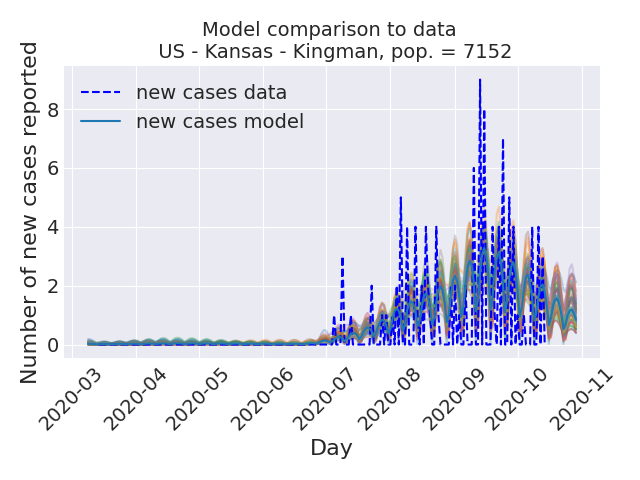 Model comparison to data
US - Kansas - Kingman, pop. = 7152
Number of new cases reported
8
6
4
2
0
new cases data
new cases model
2020-03
2020-04
2020-05
2020-06
2020-07
2020-08
2020-09
2020-10
2020-11
Day